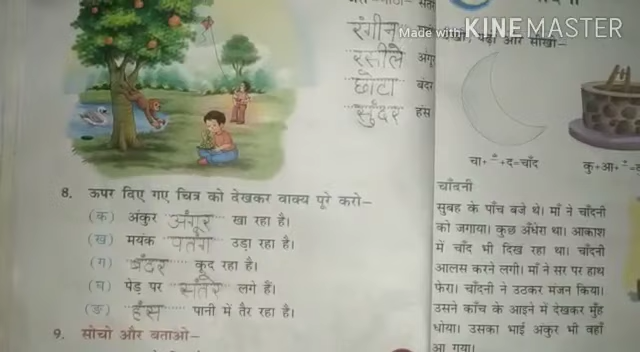 Made With KINEMASTER
रंगीन
रसीले अंगूर
छोटा बंदर
सुंदर हंस
8. ऊपर दिए गए चित्र को देखकर वाक्य पूरे करो–
(क) अंकुर अंगूर खा रहा है।
(ख) मयंक पतंग उड़ा रहा है।
(ग) बंदर कूद रहा है।
(घ) पेड़ पर संतरे लगे हैं।
(ङ) हंस पानी में तैर रहा है।
9. सोचो और बताओ–
पढ़ो और सीखो–
चा+ँ+द=चाँद
कु+आ+ँ=
चाँदनी
सुबह के पाँच बजे थे। माँ ने चाँदनी
को जगाया। कुछ अँधेरा था। आकाश
में चाँद भी दिख रहा था। चाँदनी
आलस करने लगी। माँ ने सर पर हाथ
फेरा। चाँदनी ने उठकर मंजन किया।
उसने काँच के आइने में देखकर मुँह
धोया। उसका भाई अंकुर भी वहाँ
आ गया।